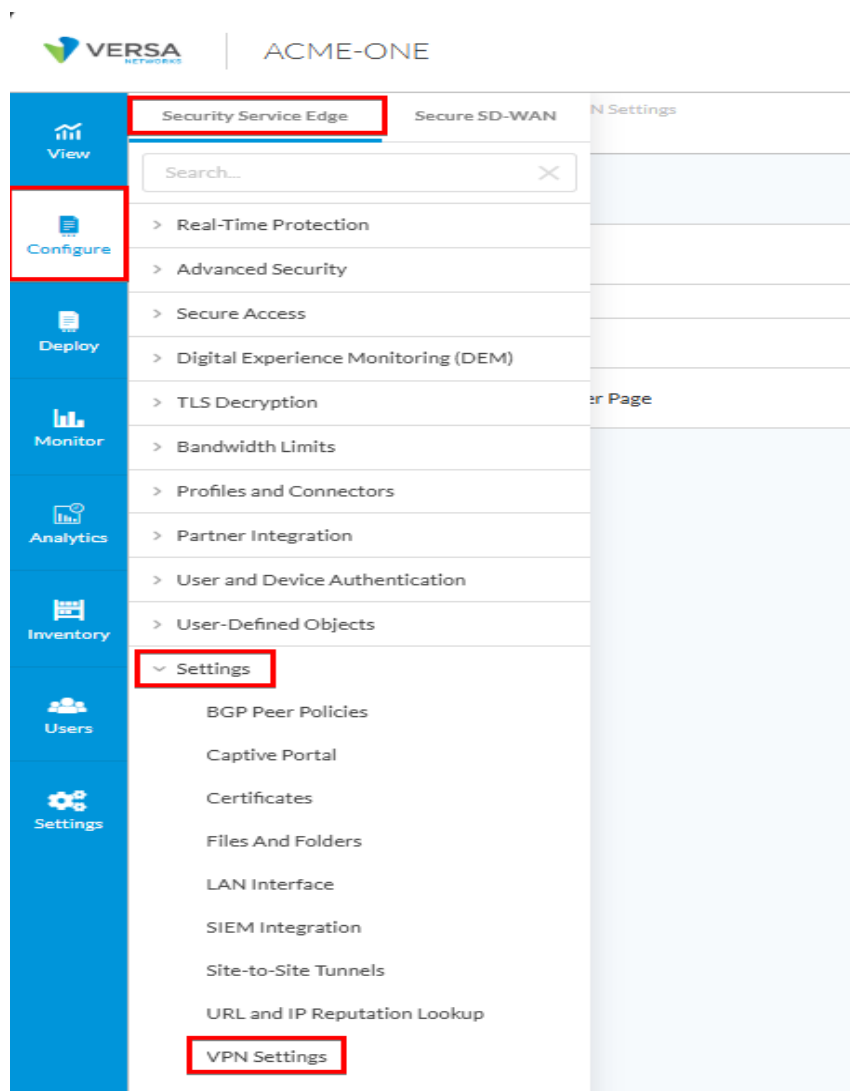 VERSA
NETWORKS
ACME-ONE
Security Service Edge
Secure SD-WAN
N Settings
View
Search...
Configure
Real-Time Protection
Advanced Security
Secure Access
Deploy
Digital Experience Monitoring (DEM)
TLS Decryption
er Page
Monitor
Bandwidth Limits
Profiles and Connectors
Analytics
Partner Integration
User and Device Authentication
Inventory
User-Defined Objects
Settings
Users
BGP Peer Policies
Captive Portal
Settings
Certificates
Files And Folders
LAN Interface
SIEM Integration
Site-to-Site Tunnels
URL and IP Reputation Lookup
VPN Settings